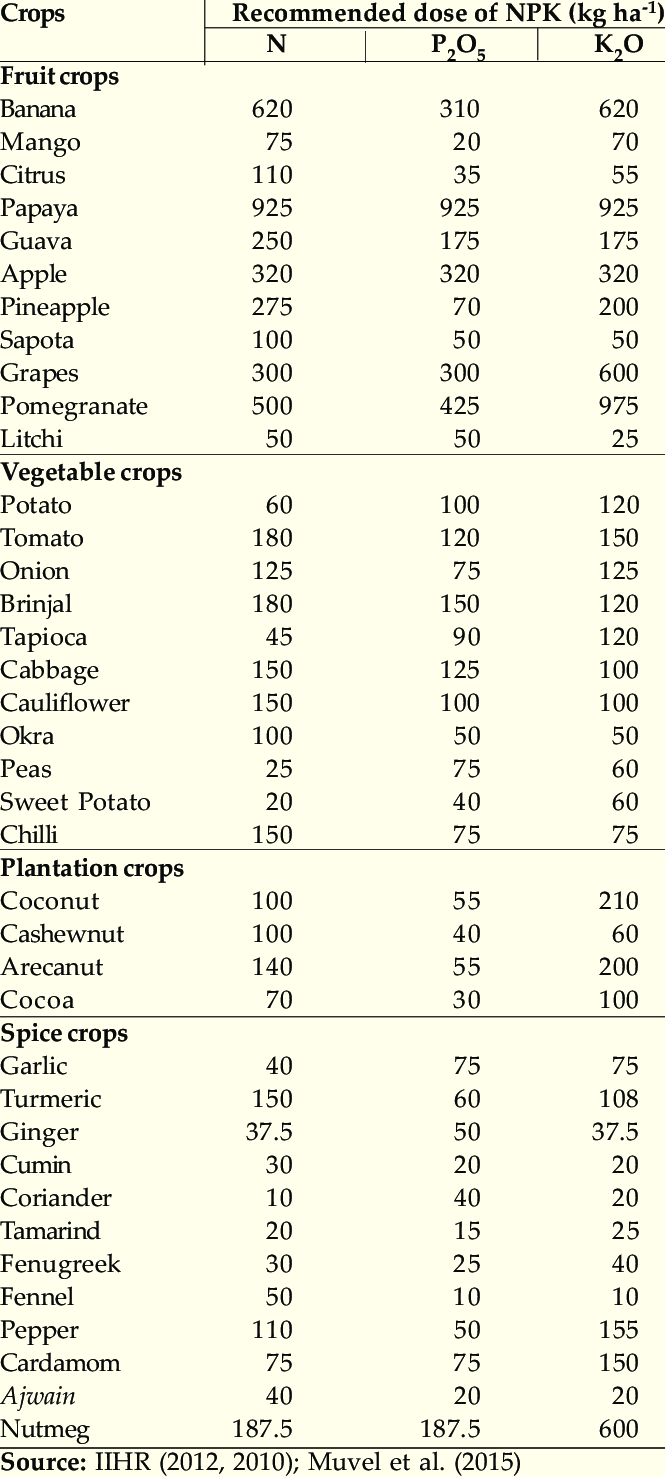 Crops Recommended dose of NPK (kg ha-1)
N P2O5 K2O
Fruit crops
Banana 620 310 620
Mango 75 20 70
Citrus 110 35 55
Papaya 925 925 925
Guava 250 175 175
Apple 320 320 320
Pineapple 275 70 200
Sapota 100 50 50
Grapes 300 300 600
Pomegranate 500 425 975
Litchi 50 50 25
Vegetable crops
Potato 60 100 120
Tomato 180 120 150
Onion 125 75 125
Brinjal 180 150 120
Tapioca 45 90 120
Cabbage 150 125 100
Cauliflower 150 100 100
Okra 100 50 50
Peas 25 75 60
Sweet Potato 20 40 60
Chilli 150 75 75
Plantation crops
Coconut 100 55 210
Cashewnut 100 40 60
Arecanut 140 55 200
Cocoa 70 30 100
Spice crops
Garlic 40 75 75
Turmeric 150 60 108
Ginger 37.5 50 37.5
Cumin 30 20 20
Coriander 10 40 20
Tamarind 20 15 25
Fenugreek 30 25 40
Fennel 50 10 10
Pepper 110 50 155
Cardamom 75 75 150
Ajwain 40 20 20
Nutmeg 187.5 187.5 600
Source: IIHR (2012, 2010); Muvel et al. (2015)